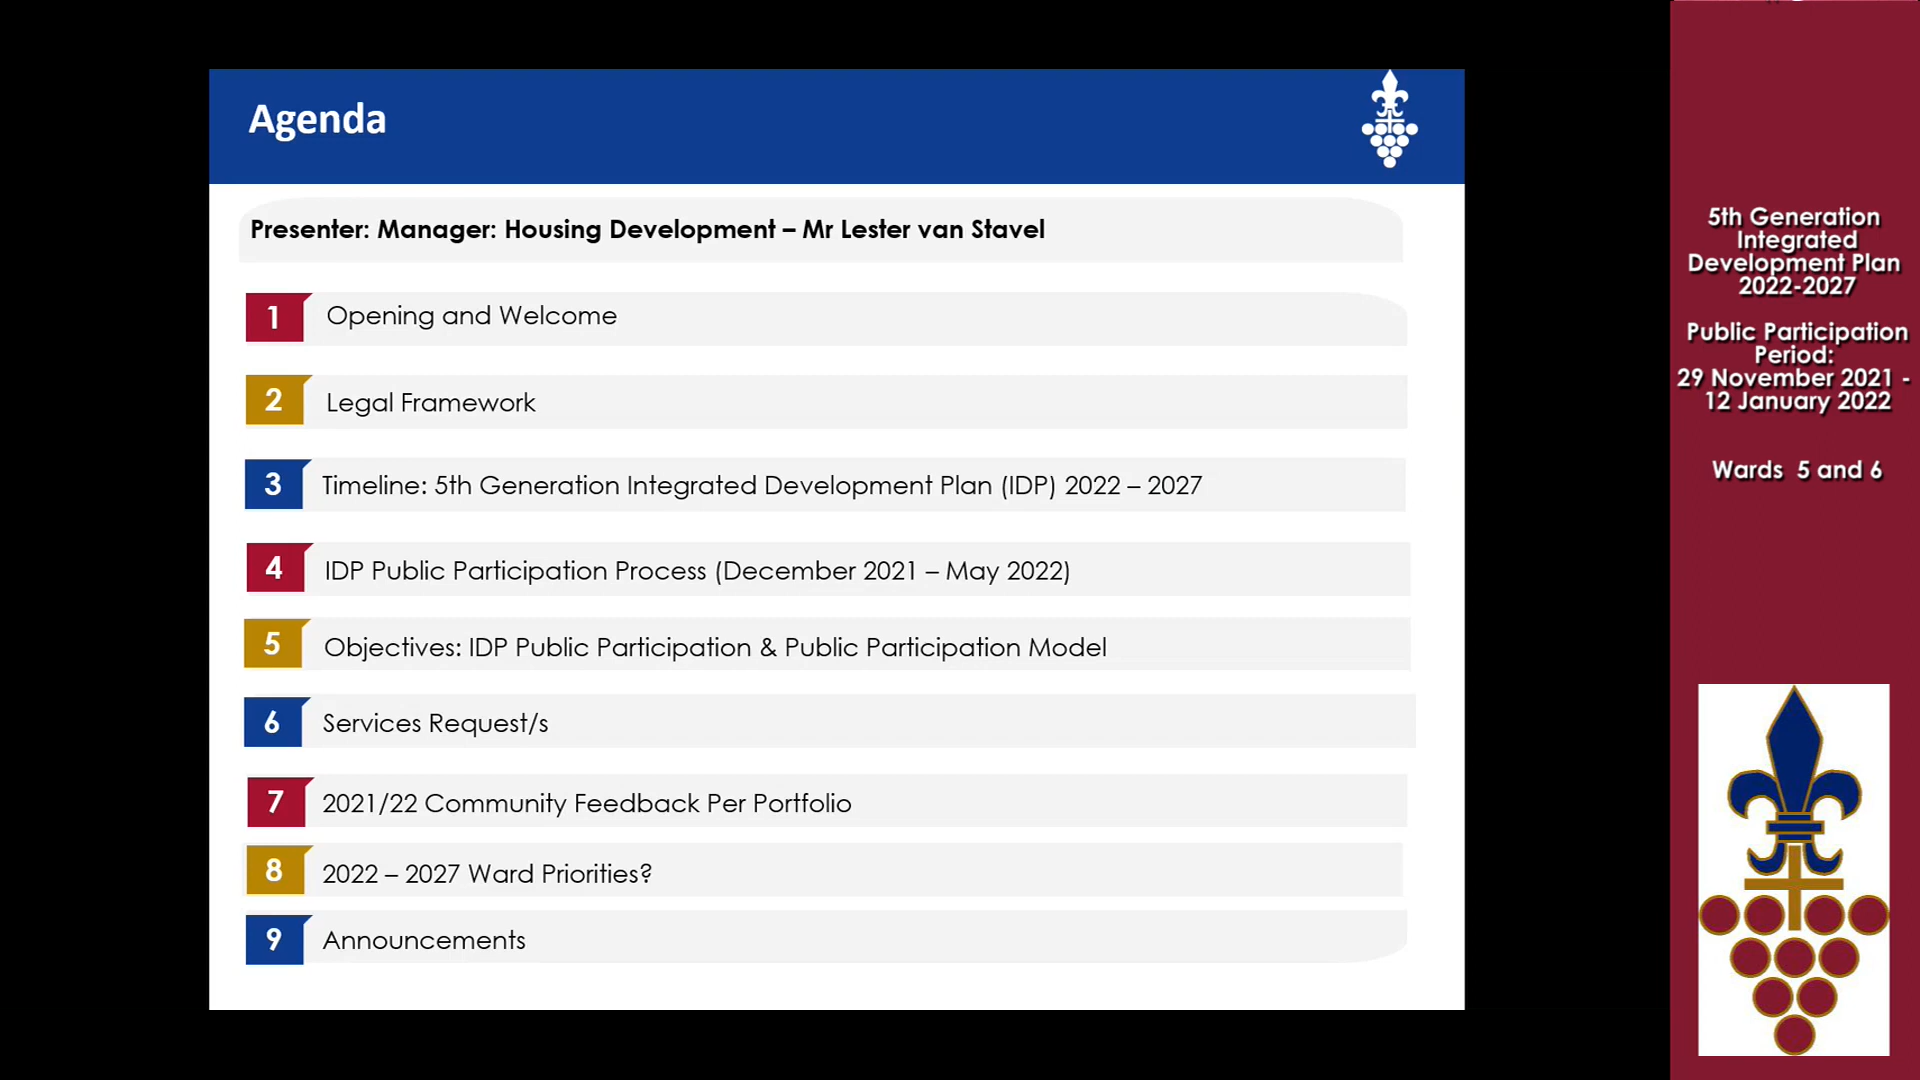 Agenda
Presenter: Manager: Housing Development – Mr Lester van Stavel
1 Opening and Welcome
2 Legal Framework
3 Timeline: 5th Generation Integrated Development Plan (IDP) 2022 – 2027
4 IDP Public Participation Process (December 2021 – May 2022)
5 Objectives: IDP Public Participation & Public Participation Model
6 Services Request/s
7 2021/22 Community Feedback Per Portfolio
8 2022 – 2027 Ward Priorities?
9 Announcements
5th Generation
Integrated
Development Plan
2022-2027
Public Participation
Period:
29 November 2021 -
12 January 2022
Wards 5 and 6